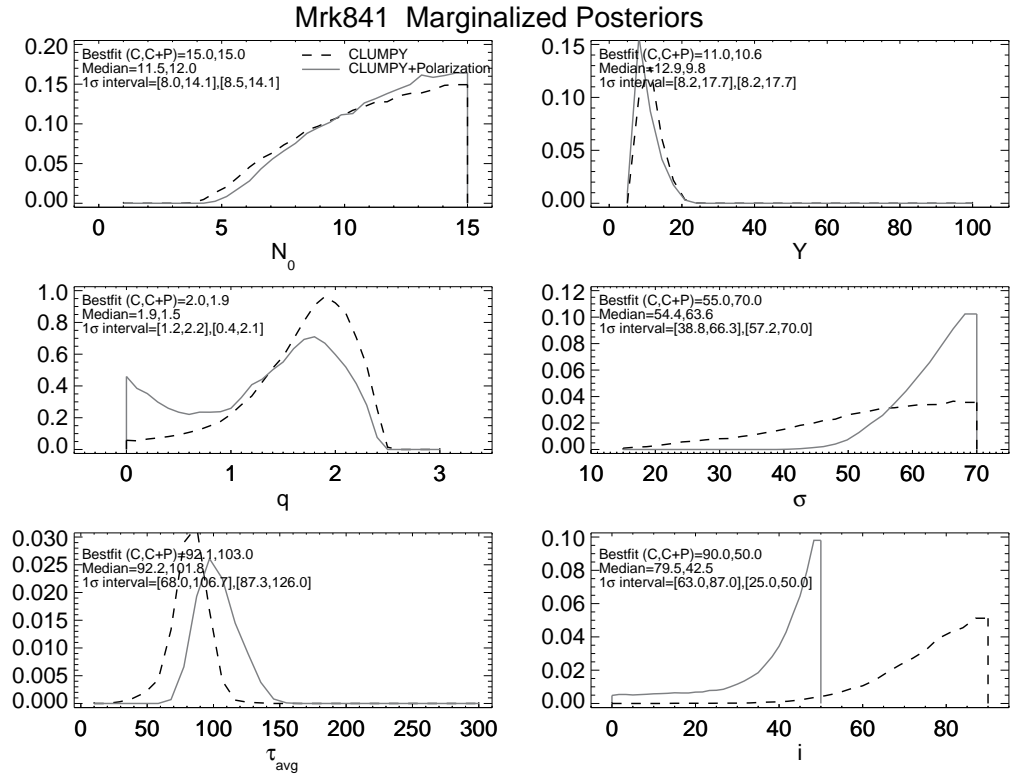 Mrk841 Marginalized Posteriors
0.20
0.15
0.10
0.05
0.00
Bestfit (C,C+P)=15.0,15.0
Median=11.5,12.0
1σ interval=[8.0,14.1],[8.5,14.1]
CLUMPY
CLUMPY+Polarization
0 5 10 15
N0
0.15
0.10
0.05
0.00
Bestfit (C,C+P)=11.0,10.6
Median=12.9,9.8
1σ interval=[8.2,17.7],[8.2,17.7]
0 20 40 60 80 100
Y
1.0
0.8
0.6
0.4
0.2
0.0
Bestfit (C,C+P)=2.0,1.9
Median=1.9,1.5
1σ interval=[1.2,2.2],[0.4,2.1]
0 1 2 3
q
0.12
0.10
0.08
0.06
0.04
0.02
0.00
Bestfit (C,C+P)=55.0,70.0
Median=54.4,63.6
1σ interval=[38.8,66.3],[57.2,70.0]
10 20 30 40 50 60 70
σ
0.030
0.025
0.020
0.015
0.010
0.005
0.000
Bestfit (C,C+P)=92.1,103.0
Median=92.2,101.8
1σ interval=[68.0,106.7],[87.3,126.0]
0 50 100 150 200 250 300
τavg
0.10
0.08
0.06
0.04
0.02
0.00
Bestfit (C,C+P)=90.0,50.0
Median=79.5,42.5
1σ interval=[63.0,87.0],[25.0,50.0]
0 20 40 60 80
i